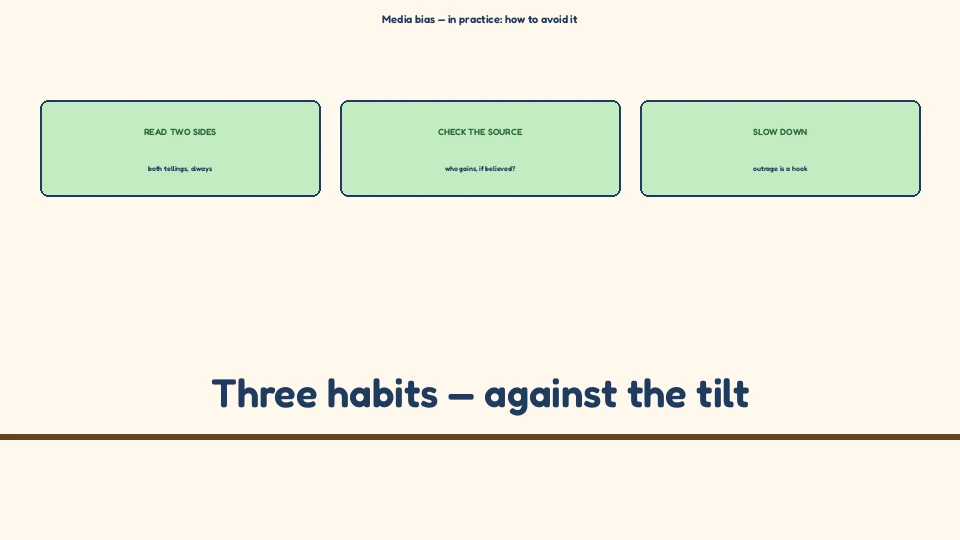 Media bias — in practice: how to avoid it
READ TWO SIDES
both tellings, always
CHECK THE SOURCE
who gains, if believed?
SLOW DOWN
outrage is a hook
Three habits — against the tilt